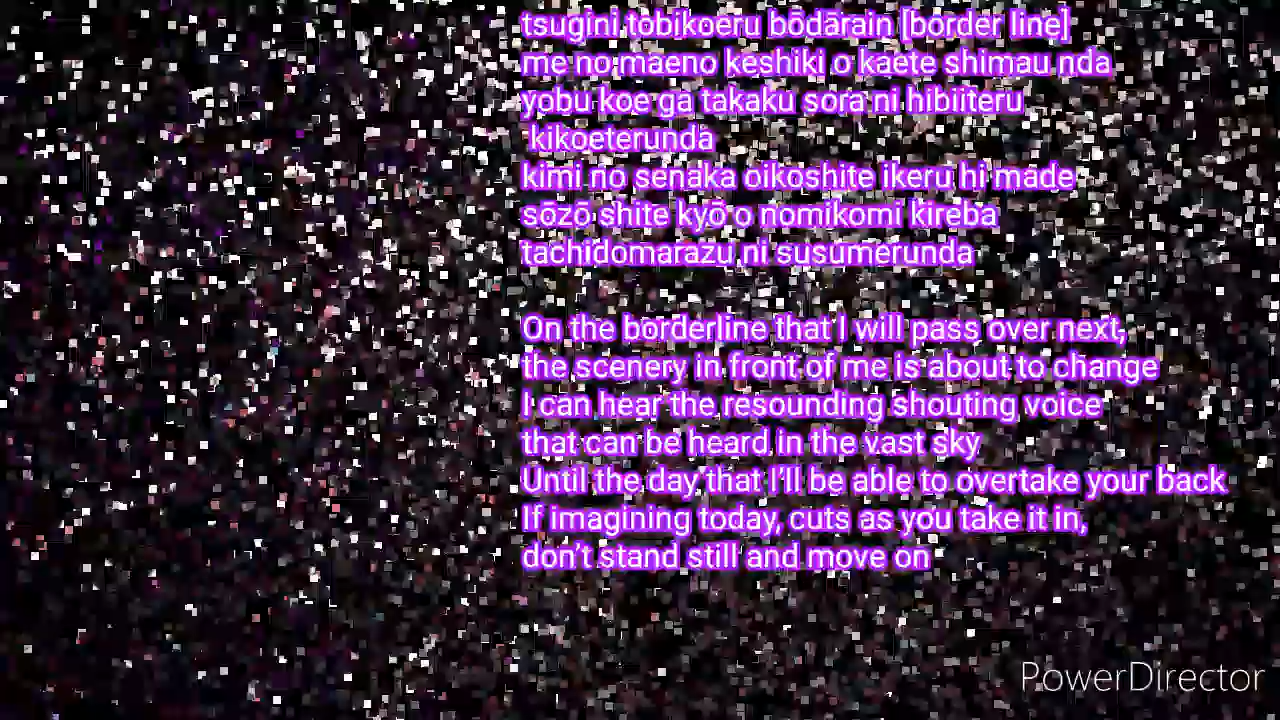 tsugini tobikoeru bōdārain [border line]
me no maeno keshiki o kaete shimau nda
yobu koe ga takaku sora ni hibiiteru
kikoeterunda
kimi no senaka oikoshite ikeru hi made
sōzō shite kyō o nomikomi kireba
tachidomarazu ni susumerunda
On the borderline that I will pass over next,
the scenery in front of me is about to change
I can hear the resounding shouting voice
that can be heard in the vast sky
Until the day that I'll be able to overtake your back
If imagining today, cuts as you take it in,
don't stand still and move on
PowerDirector